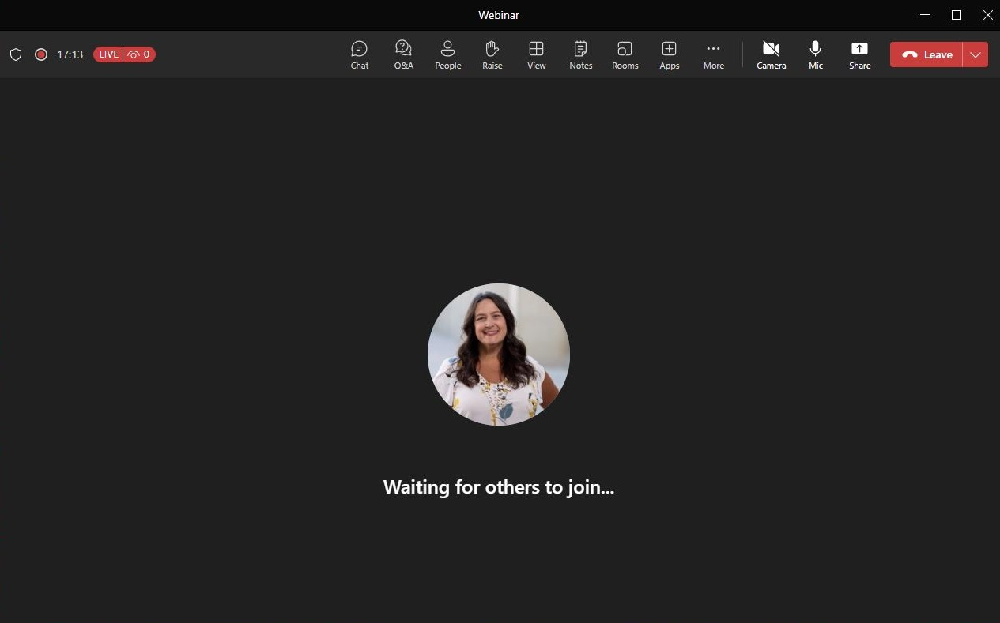 Webinar
17:13 LIVE 0 Chat Q&A People Raise View Notes Rooms Apps More Camera Mic Share Leave
Waiting for others to join...